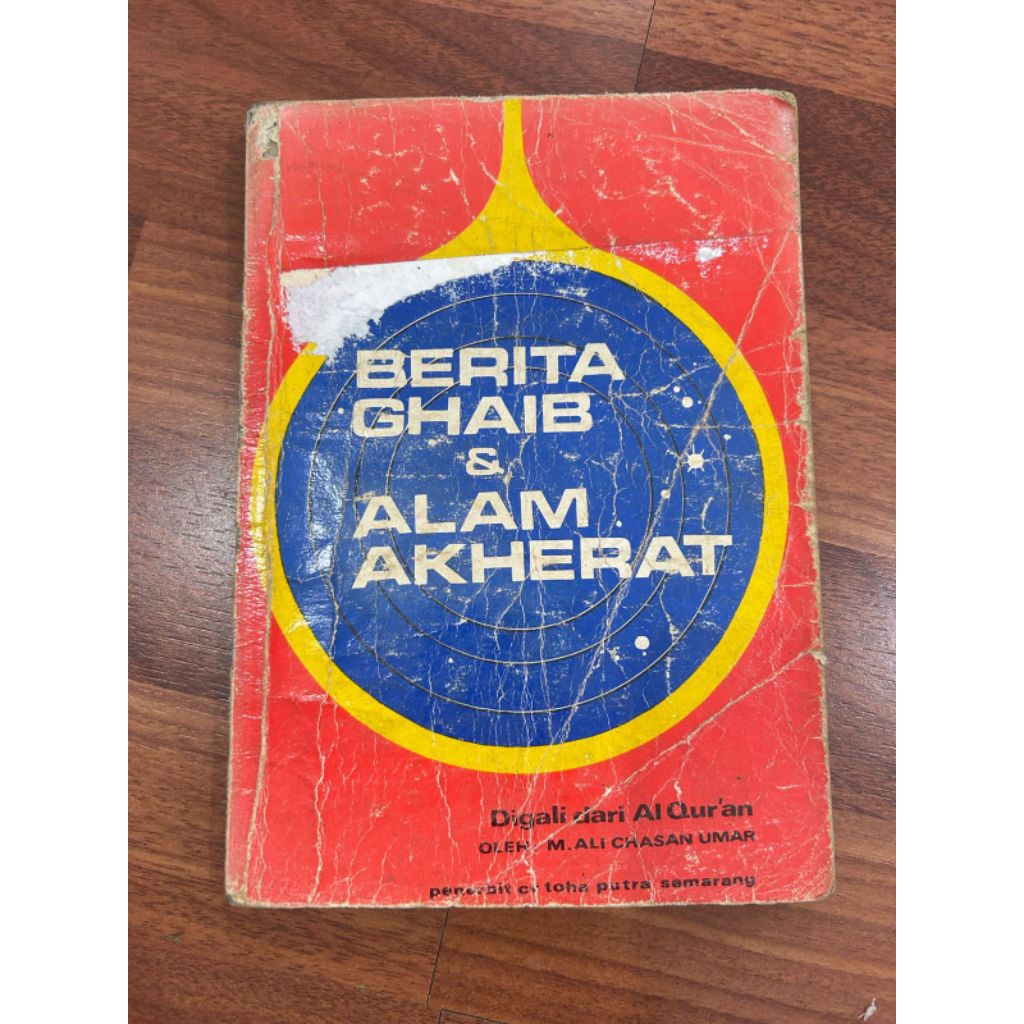 BERITA
GHAIB
&
ALAM
AKHERAT
Digali dari Al Qur'an
OLEH: M. ALi CHASAN UMAR
penerbit cv toha putra semarang